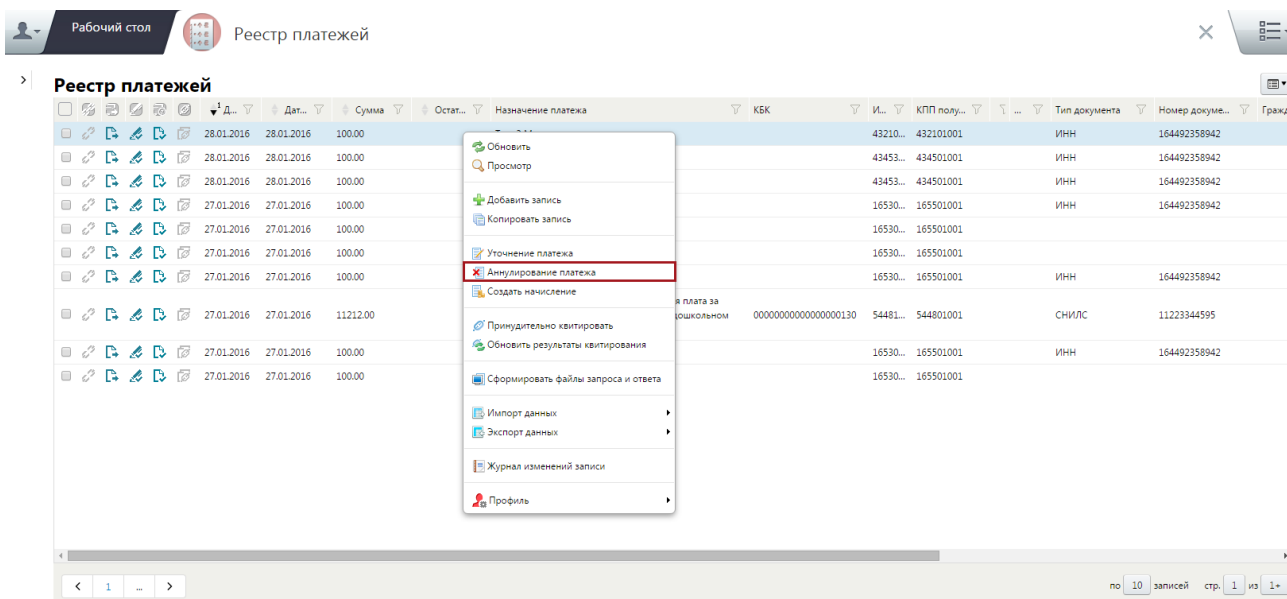 Рабочий стол
Реестр платежей
Реестр платежей
1 Д... Дат... Сумма Остат... Назначение платежа КБК И... КПП полу... ... Тип документа Номер докуме... Гражд
28.01.2016 28.01.2016 100.00 43210... 432101001 ИНН 164492358942
Обновить
28.01.2016 28.01.2016 100.00 43453... 434501001 ИНН 164492358942
Просмотр
28.01.2016 28.01.2016 100.00 43453... 434501001 ИНН 164492358942
Добавить запись
27.01.2016 27.01.2016 100.00 16530... 165501001 ИНН 164492358942
Копировать запись
27.01.2016 27.01.2016 100.00 16530... 165501001
Уточнение платежа
27.01.2016 27.01.2016 100.00 16530... 165501001
Аннулирование платежа
27.01.2016 27.01.2016 100.00 16530... 165501001 ИНН 164492358942
Создать начисление
я плата за
27.01.2016 27.01.2016 11212.00 дошкольном 00000000000000000130 54481... 544801001 СНИЛС 11223344595
Принудительно квитировать
Обновить результаты квитирования
27.01.2016 27.01.2016 100.00 16530... 165501001 ИНН 164492358942
27.01.2016 27.01.2016 100.00 16530... 165501001
Сформировать файлы запроса и ответа
Импорт данных
Экспорт данных
Журнал изменений записи
Профиль
1 ... по 10 записей стр. 1 из 1+